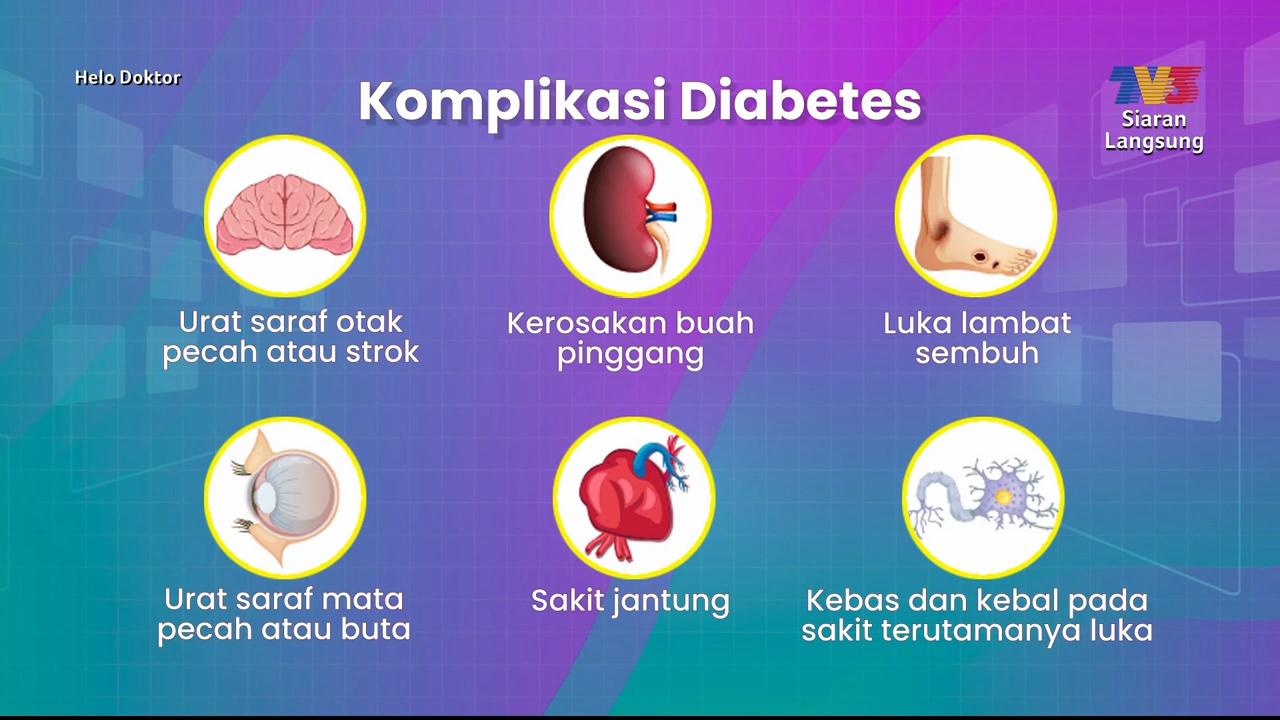 Helo Doktor
Komplikasi Diabetes
TV3
Siaran
Langsung
Urat saraf otak
pecah atau strok
Kerosakan buah
pinggang
Luka lambat
sembuh
Urat saraf mata
pecah atau buta
Sakit jantung
Kebas dan kebal pada
sakit terutamanya luka